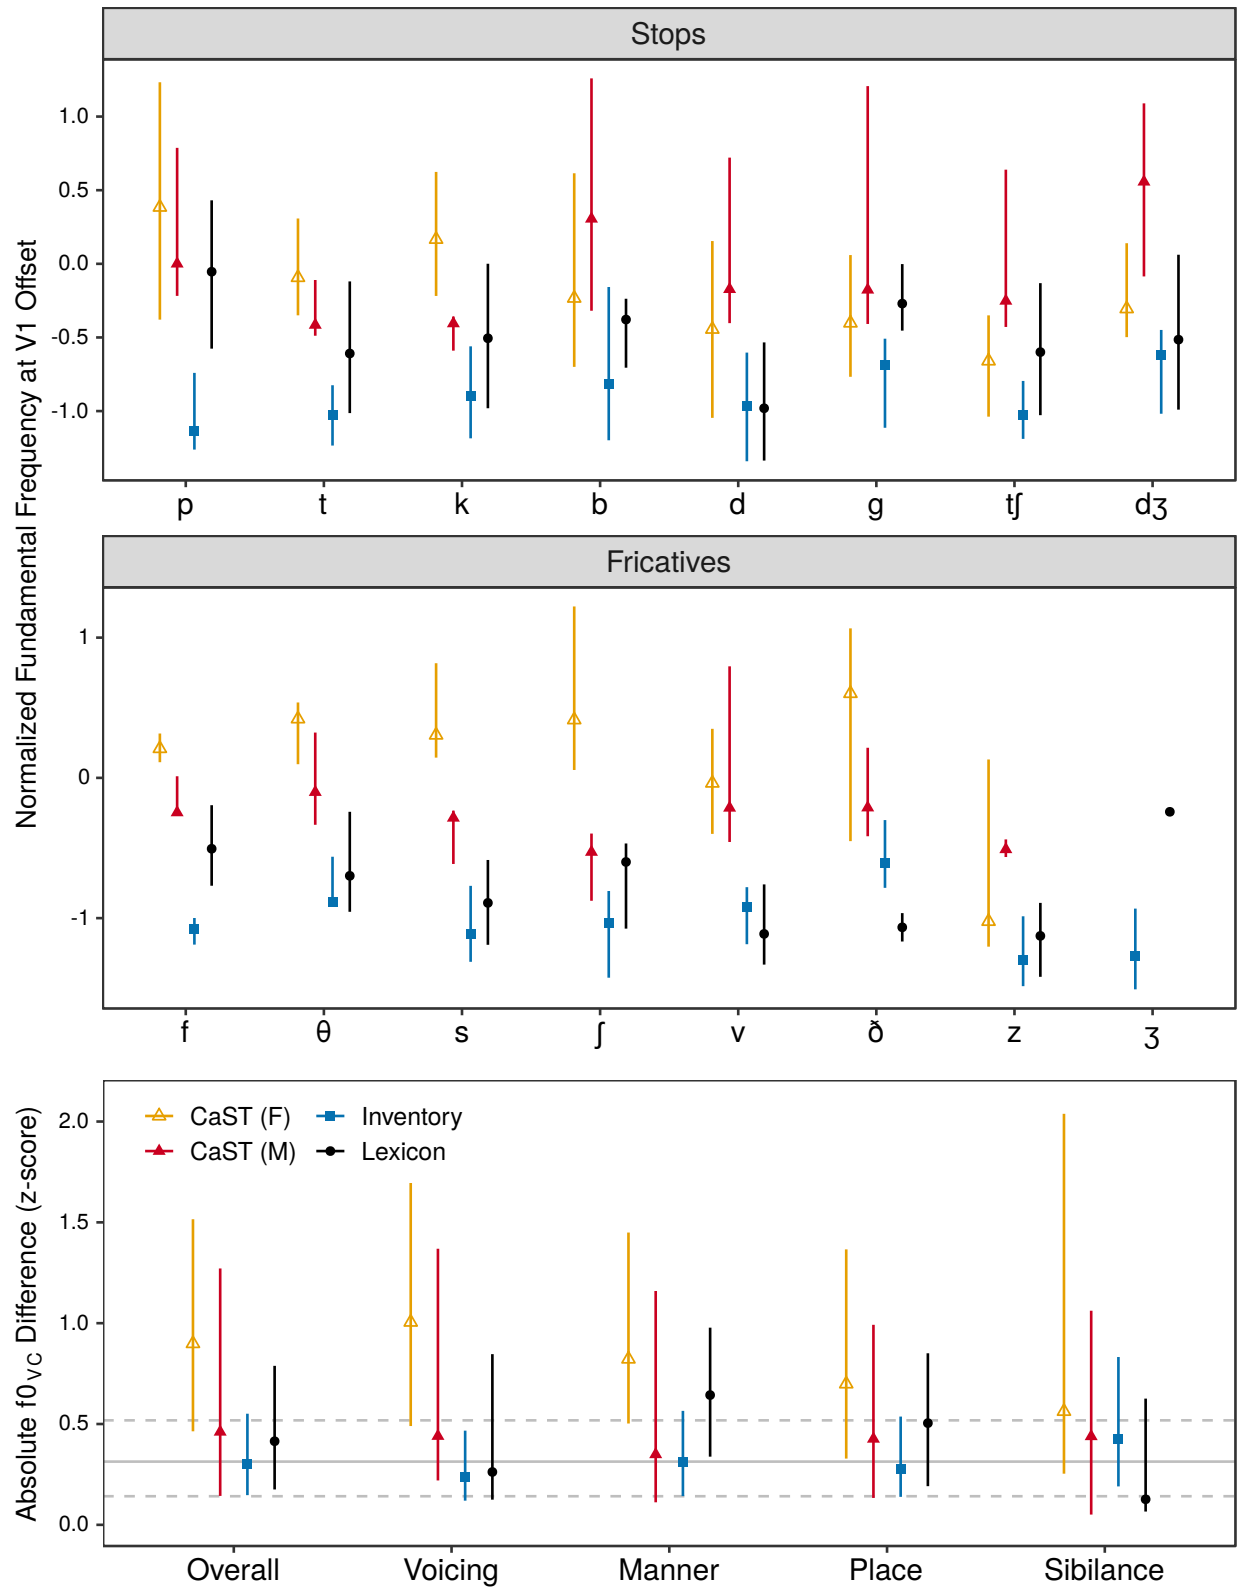 Normalized Fundamental Frequency at V1 Offset
Stops
1.0
0.5
0.0
-0.5
-1.0
p t k b d g tʃ dʒ
Fricatives
1
0
-1
f θ s ʃ v ð z ʒ
Absolute f0VC Difference (z-score)
2.0
1.5
1.0
0.5
0.0
CaST (F) Inventory
CaST (M) Lexicon
Overall Voicing Manner Place Sibilance